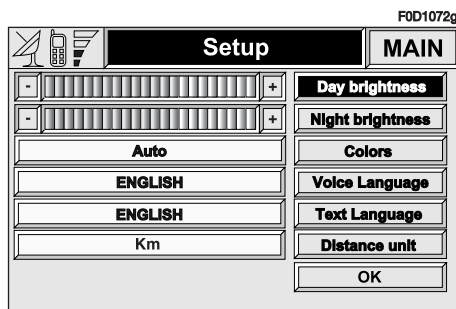 F0D1072g
Setup MAIN
- + Day brightness
- + Night brightness
Auto Colors
ENGLISH Voice Language
ENGLISH Text Language
Km Distance unit
OK